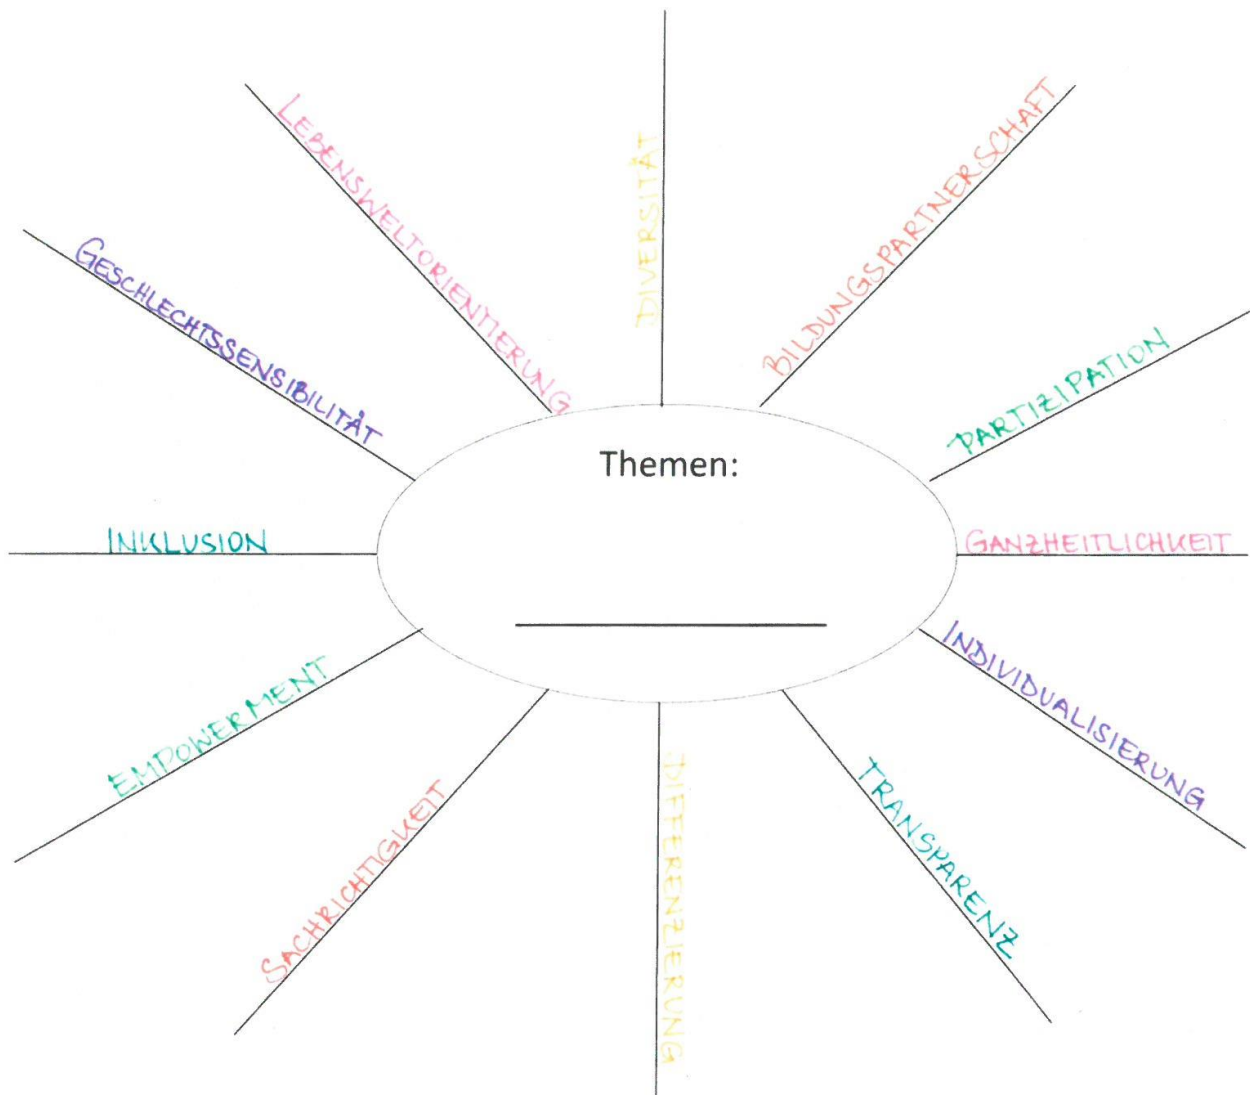 Themen:
DIVERSITÄT
BILDUNGSPARTNERSCHAFT
PARTIZIPATION
GANZHEITLICHKEIT
INDIVIDUALISIERUNG
TRANSPARENZ
DIFFERENZIERUNG
SACHRICHTIGKEIT
EMPOWERMENT
INKLUSION
GESCHLECHTSSENSIBILITÄT
LEBENSWELTORIENTIERUNG